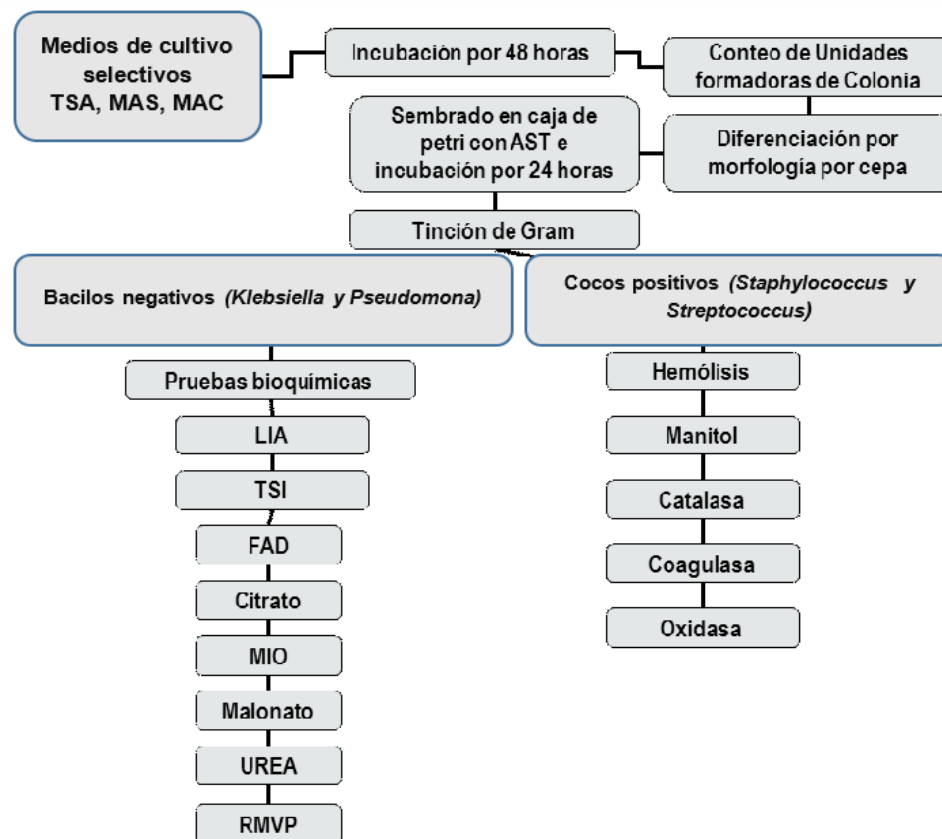 Medios de cultivo
selectivos
TSA, MAS, MAC
Incubación por 48 horas
Conteo de Unidades
formadoras de Colonia
Diferenciación por
morfología por cepa
Sembrado en caja de
petri con AST e
incubación por 24 horas
Tinción de Gram
Bacilos negativos (Klebsiella y Pseudomona)
Pruebas bioquímicas
LIA
TSI
FAD
Citrato
MIO
Malonato
UREA
RMVP
Cocos positivos (Staphylococcus y
Streptococcus)
Hemólisis
Manitol
Catalasa
Coagulasa
Oxidasa